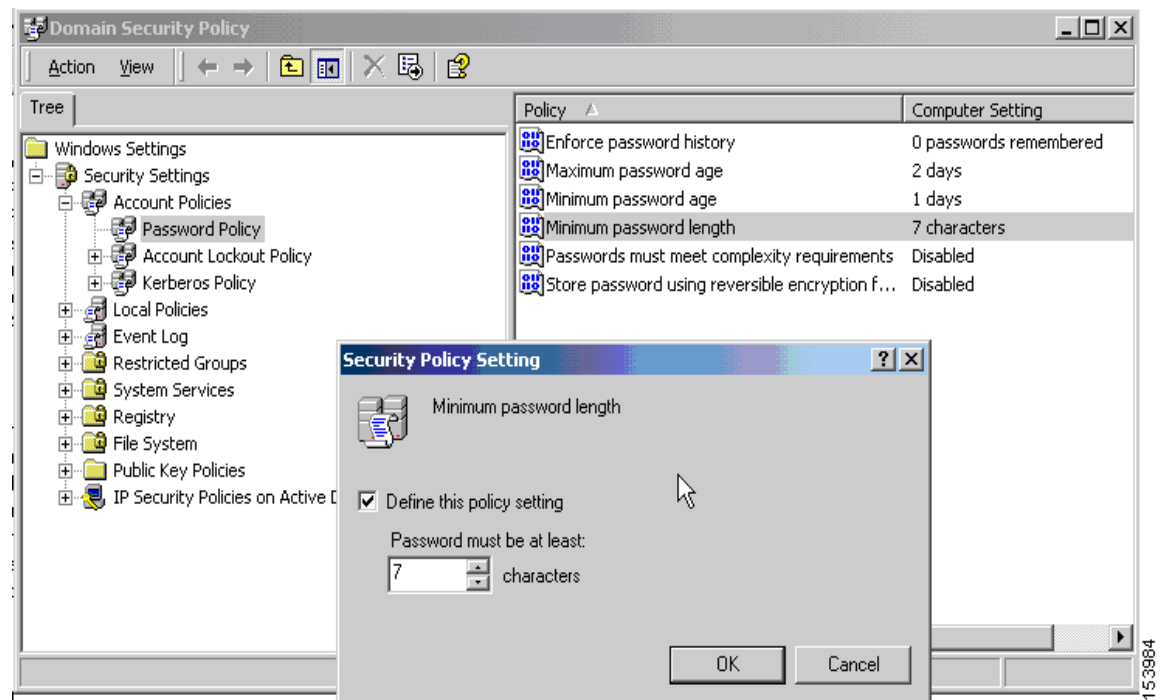 Domain Security Policy
Action View
Tree
Policy Computer Setting
Windows Settings
Security Settings
Account Policies
Password Policy
Account Lockout Policy
Kerberos Policy
Local Policies
Event Log
Restricted Groups
System Services
Registry
File System
Public Key Policies
IP Security Policies on Active D
Enforce password history 0 passwords remembered
Maximum password age 2 days
Minimum password age 1 days
Minimum password length 7 characters
Passwords must meet complexity requirements Disabled
Store password using reversible encryption f... Disabled
Security Policy Setting
Minimum password length
Define this policy setting
Password must be at least:
7 characters
OK Cancel
153984